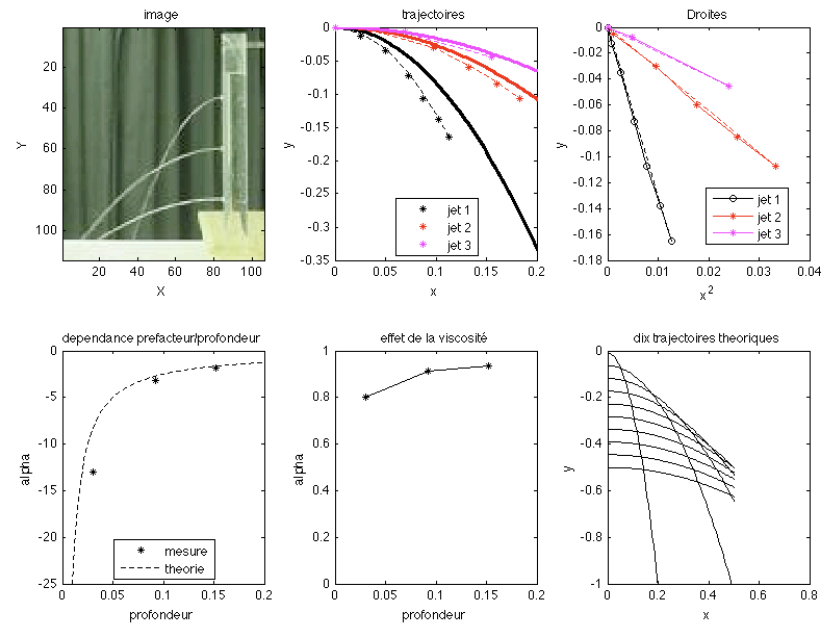 image
20
40
60
80
100
20
40
60
80
100
Y
X
trajectoires
0
-0.05
-0.1
-0.15
-0.2
-0.25
-0.3
-0.35
0
0.05
0.1
0.15
0.2
y
x
jet 1
jet 2
jet 3
Droites
0
-0.02
-0.04
-0.06
-0.08
-0.1
-0.12
-0.14
-0.16
-0.18
0
0.01
0.02
0.03
0.04
y
x²
jet 1
jet 2
jet 3
dependance prefacteur/profondeur
0
-5
-10
-15
-20
-25
0
0.05
0.1
0.15
0.2
alpha
profondeur
mesure
theorie
effet de la viscosité
1
0.8
0.6
0.4
0.2
0
0
0.05
0.1
0.15
0.2
alpha
profondeur
dix trajectoires theoriques
0
-0.2
-0.4
-0.6
-0.8
-1
0
0.2
0.4
0.6
0.8
y
x